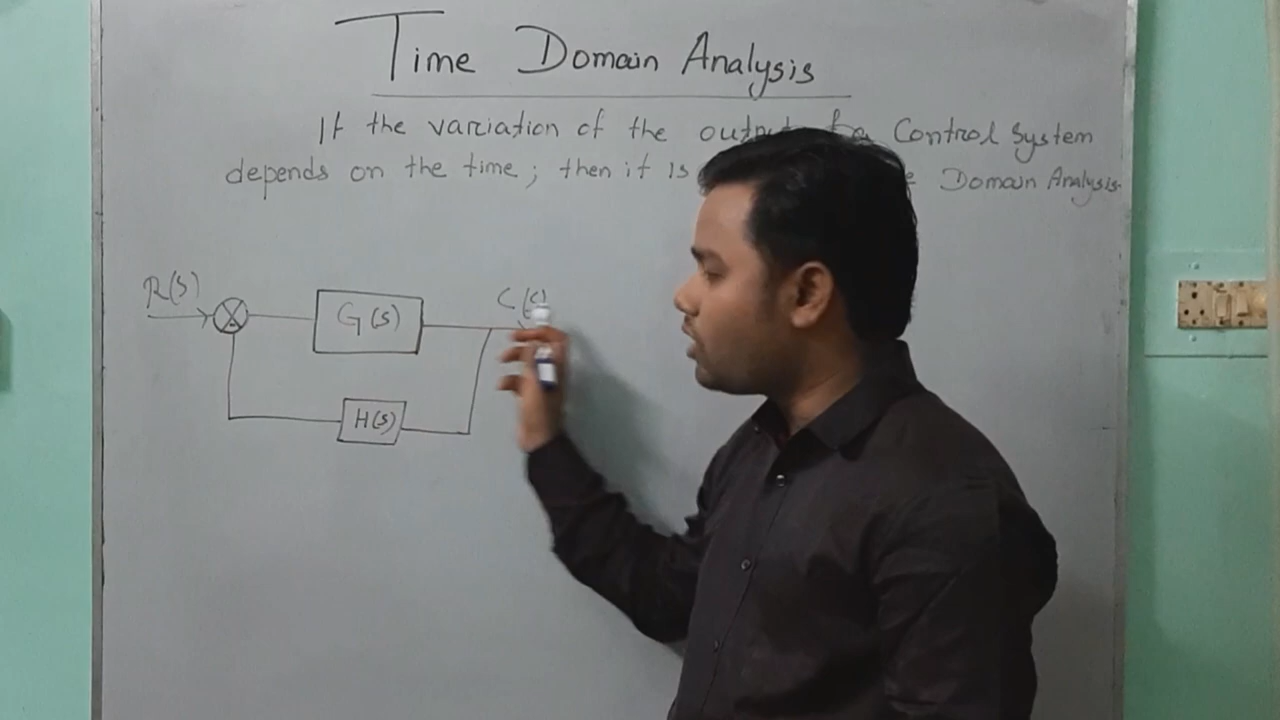 Time Domain Analysis
If the variation of the output Control System
depends on the time; then it is Domain Analysis.
R(s)
G(s)
H(s)